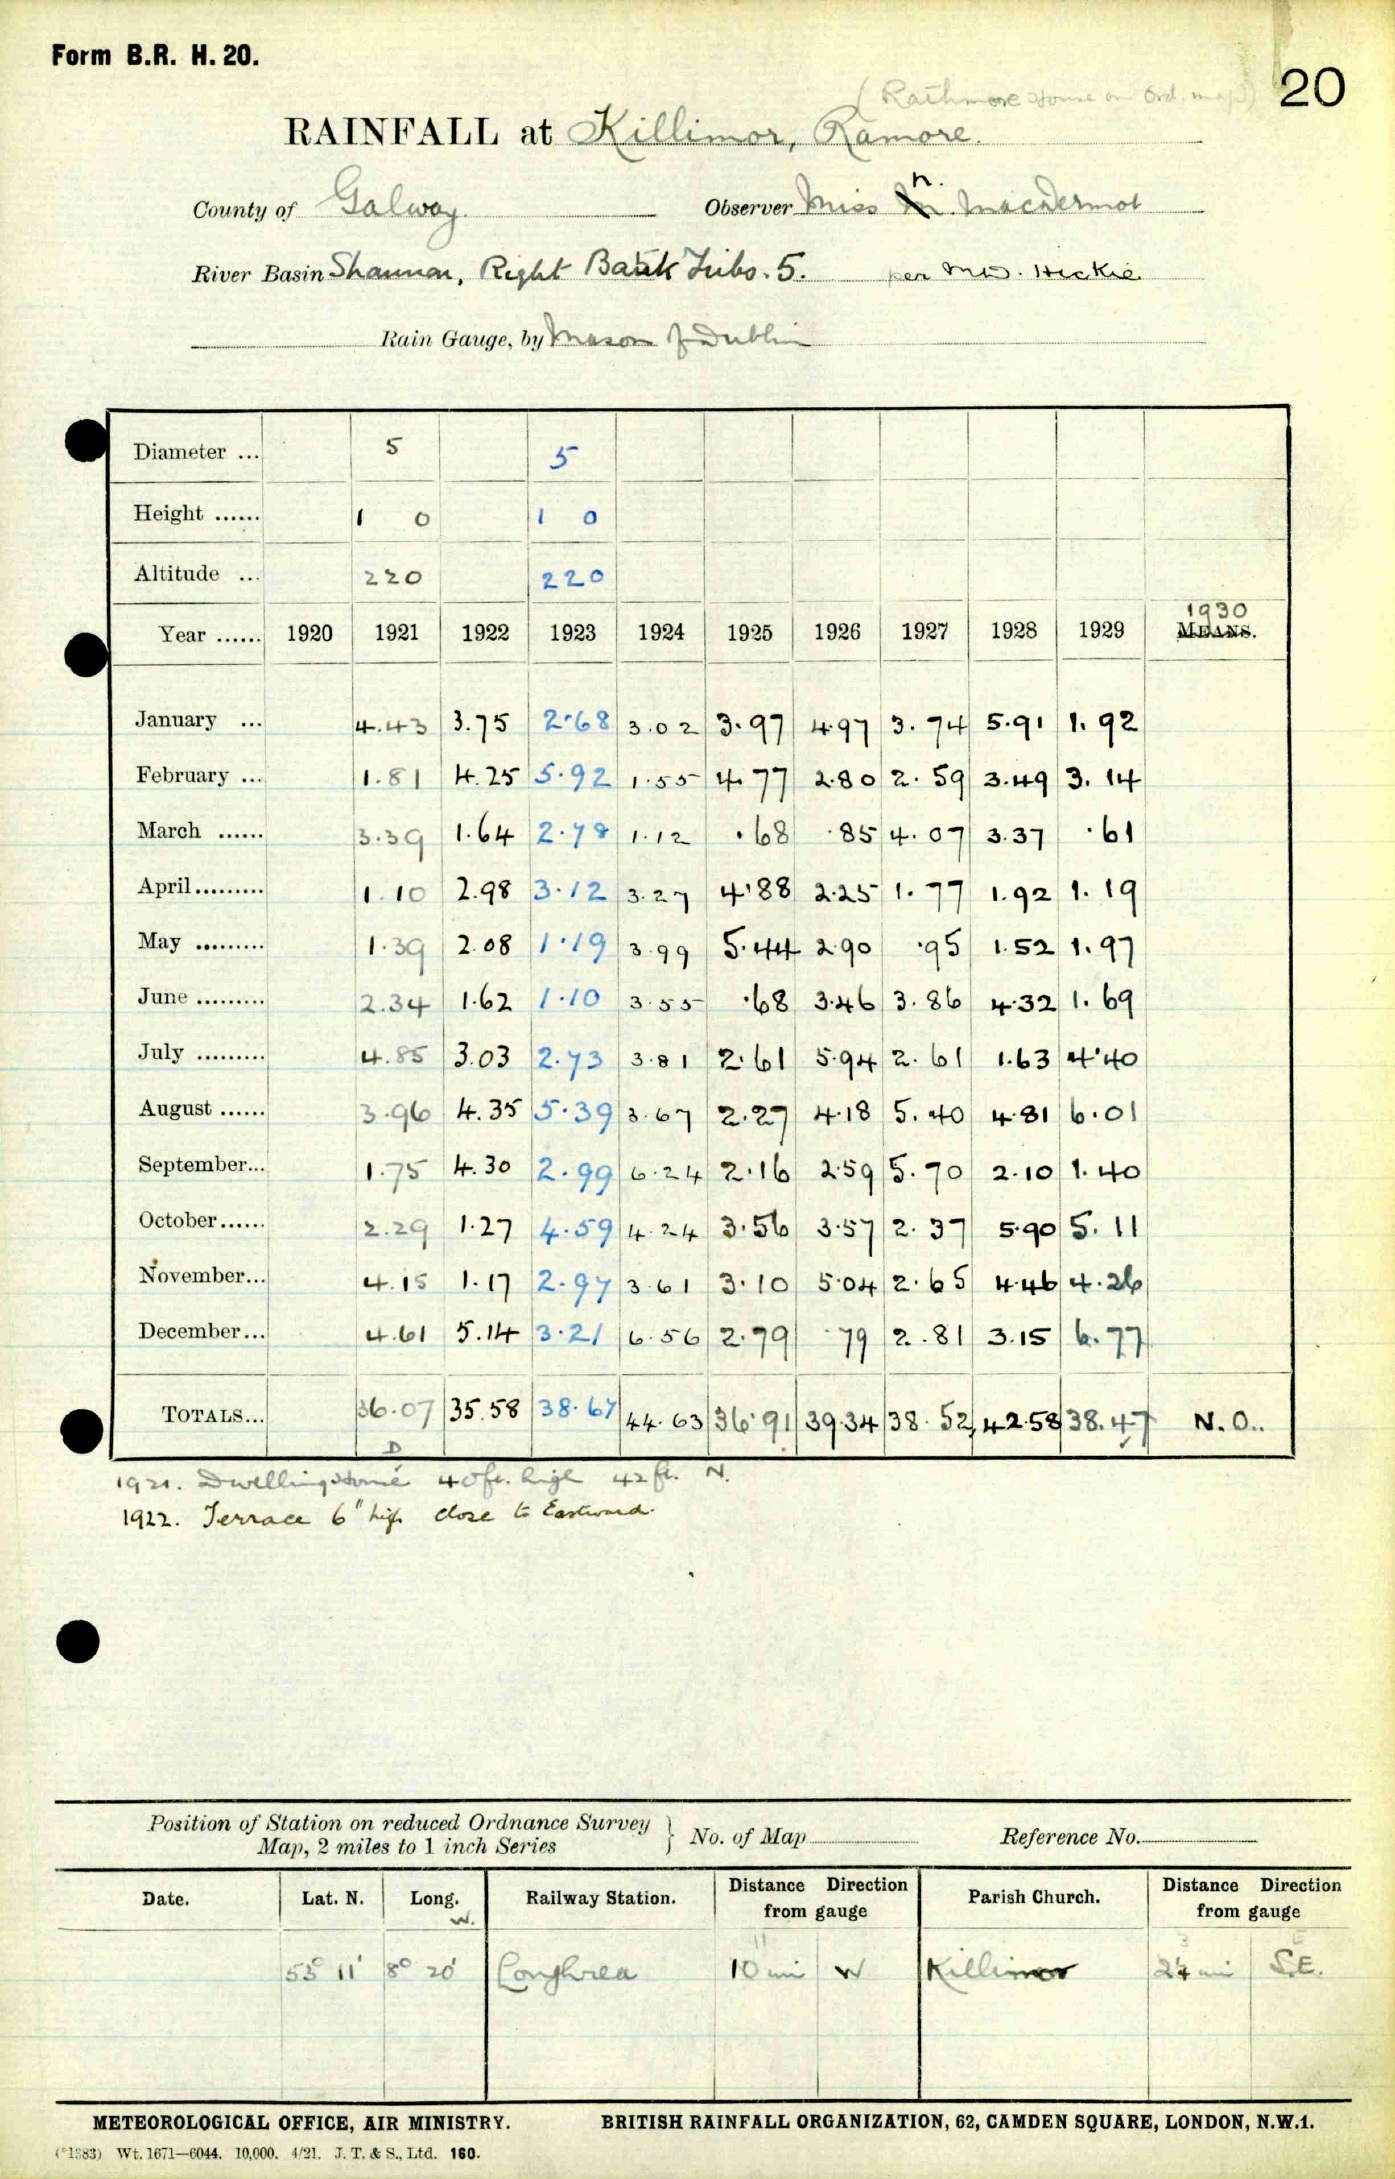 Form B.R. H. 20.
20
(Rathmore House on Ord. map)
RAINFALL at Killimor, Ramore.
County of Galway. Observer Miss M. n. MacDermot
River Basin Shannon, Right Bank Tribs. 5. per Mrs. Hickie
Rain Gauge, by Mason of Dublin
Diameter ... 5 5
Height ...... 1 0 1 0
Altitude ... 220 220
Year ...... 1920 1921 1922 1923 1924 1925 1926 1927 1928 1929 1930 MEANS.
January ... 4.43 3.75 2.68 3.02 3.97 4.97 3.74 5.91 1.92
February ... 1.81 4.25 5.92 1.55 4.77 2.80 2.59 3.49 3.14
March ...... 3.39 1.64 2.78 1.12 .68 .85 4.07 3.37 .61
April......... 1.10 2.98 3.12 3.27 4.88 2.25 1.77 1.92 1.19
May ......... 1.39 2.08 1.19 3.99 5.44 2.90 .95 1.52 1.97
June ......... 2.34 1.62 1.10 3.55 .68 3.46 3.86 4.32 1.69
July ......... 4.85 3.03 2.73 3.81 2.61 5.94 2.61 1.63 4.40
August ...... 3.96 4.35 5.39 3.67 2.27 4.18 5.40 4.81 6.01
September... 1.75 4.30 2.99 6.24 2.16 2.59 5.70 2.10 1.40
October...... 2.29 1.27 4.59 4.24 3.56 3.57 2.37 5.90 5.11
November... 4.15 1.17 2.97 3.61 3.10 5.04 2.65 4.46 4.26
December... 4.61 5.14 3.21 6.56 2.79 .79 2.81 3.15 6.77
TOTALS... 36.07 35.58 38.67 44.63 36.91 39.34 38.52 42.58 38.47 N.O..
D
1921. Dwelling House 40 ft. high 42 ft. N.
1922. Terrace 6" high close to Eastward.
Position of Station on reduced Ordnance Survey
Map, 2 miles to 1 inch Series } No. of Map Reference No.
Date. Lat. N. Long. W. Railway Station. Distance Direction from gauge Parish Church. Distance Direction from gauge
53° 11' 8° 20' Loughrea 10 mi W Killimor 2¼ mi S.E.
METEOROLOGICAL OFFICE, AIR MINISTRY. BRITISH RAINFALL ORGANIZATION, 62, CAMDEN SQUARE, LONDON, N.W.1.
(*1383) Wt. 1671—6044. 10,000. 4/21. J. T. & S., Ltd. 160.